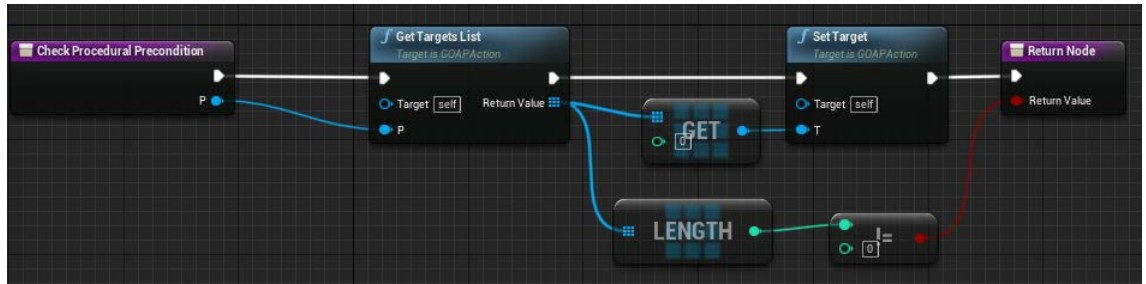 Check Procedural Precondition
P
f Get Targets List
Target is GOAPAction
Target self
Return Value
P
GET
0
LENGTH
!=
0
f Set Target
Target is GOAPAction
Target self
T
Return Node
Return Value